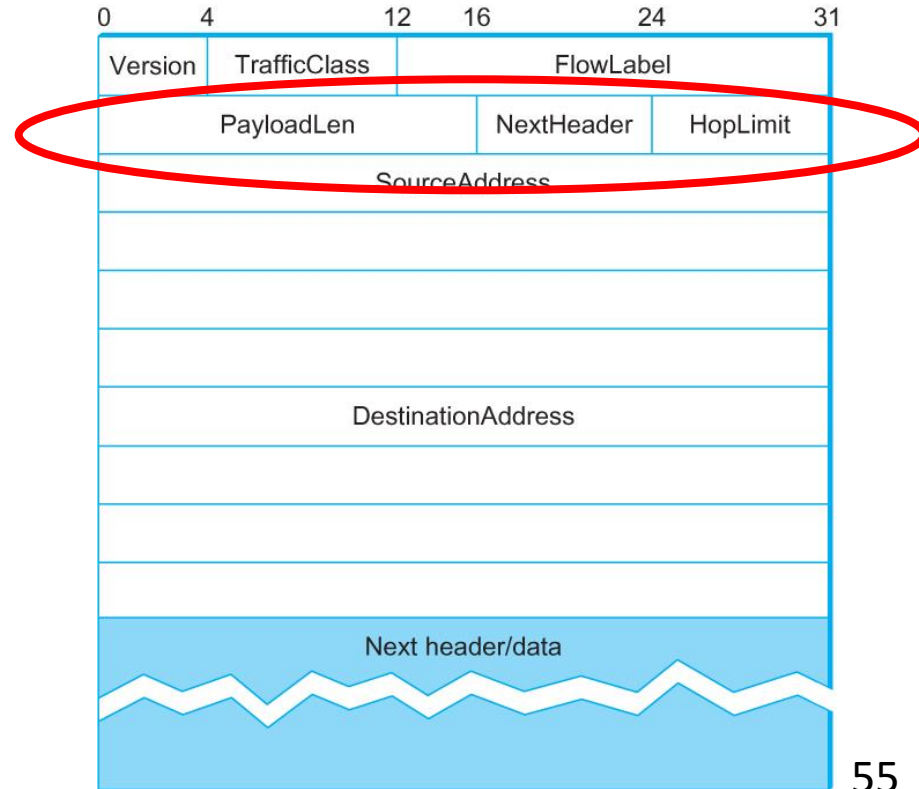 0 4 12 16 24 31
Version TrafficClass FlowLabel
PayloadLen NextHeader HopLimit
SourceAddress
DestinationAddress
Next header/data
55